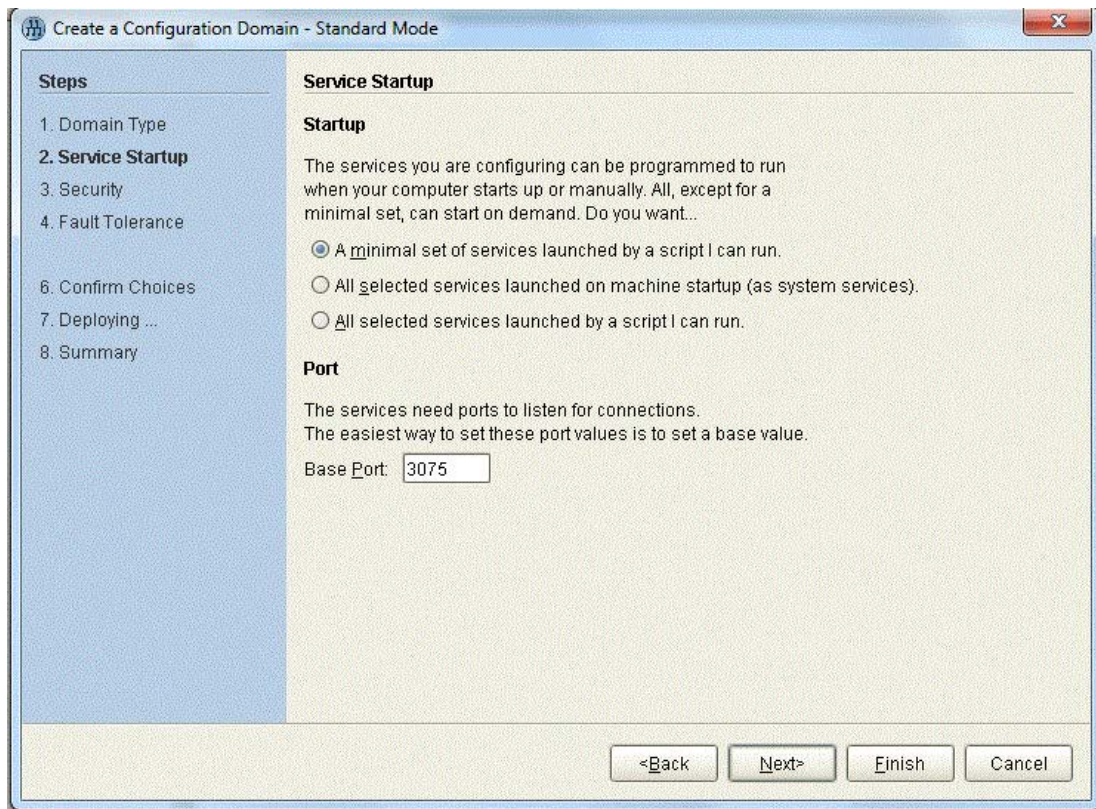 Create a Configuration Domain - Standard Mode
Steps
1. Domain Type
2. Service Startup
3. Security
4. Fault Tolerance
6. Confirm Choices
7. Deploying ...
8. Summary
Service Startup
Startup
The services you are configuring can be programmed to run
when your computer starts up or manually. All, except for a
minimal set, can start on demand. Do you want...
A minimal set of services launched by a script I can run.
All selected services launched on machine startup (as system services).
All selected services launched by a script I can run.
Port
The services need ports to listen for connections.
The easiest way to set these port values is to set a base value.
Base Port: 3075
<Back Next> Finish Cancel